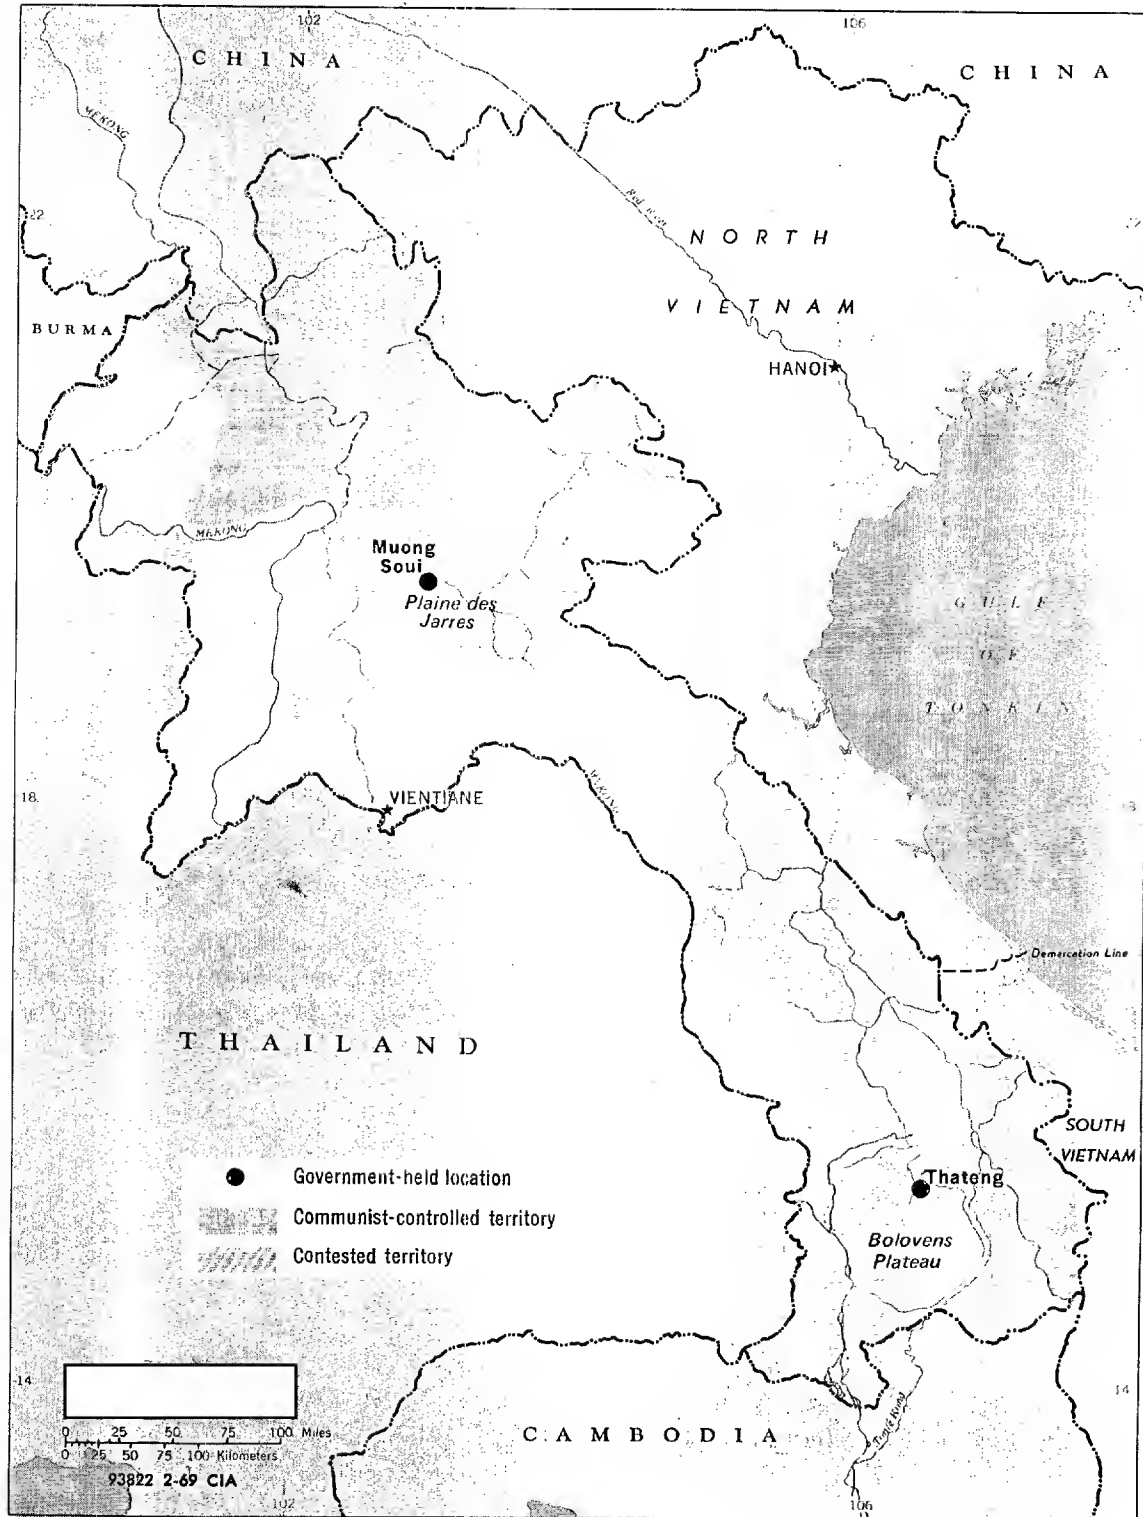 102
106
CHINA
CHINA
MEKONG
22
Red River
NORTH
VIETNAM
BURMA
HANOI
MEKONG
Muong
Soui
Plaine des
Jarres
GULF
OF
TONKIN
18
VIENTIANE
MEKONG
18
Demarcation Line
THAILAND
SOUTH
VIETNAM
Thateng
Government-held location
Communist-controlled territory
Contested territory
Bolovens
Plateau
14
14
0 25 50 75 100 Miles
0 25 50 75 100 Kilometers
93822 2-69 CIA
CAMBODIA
102
106